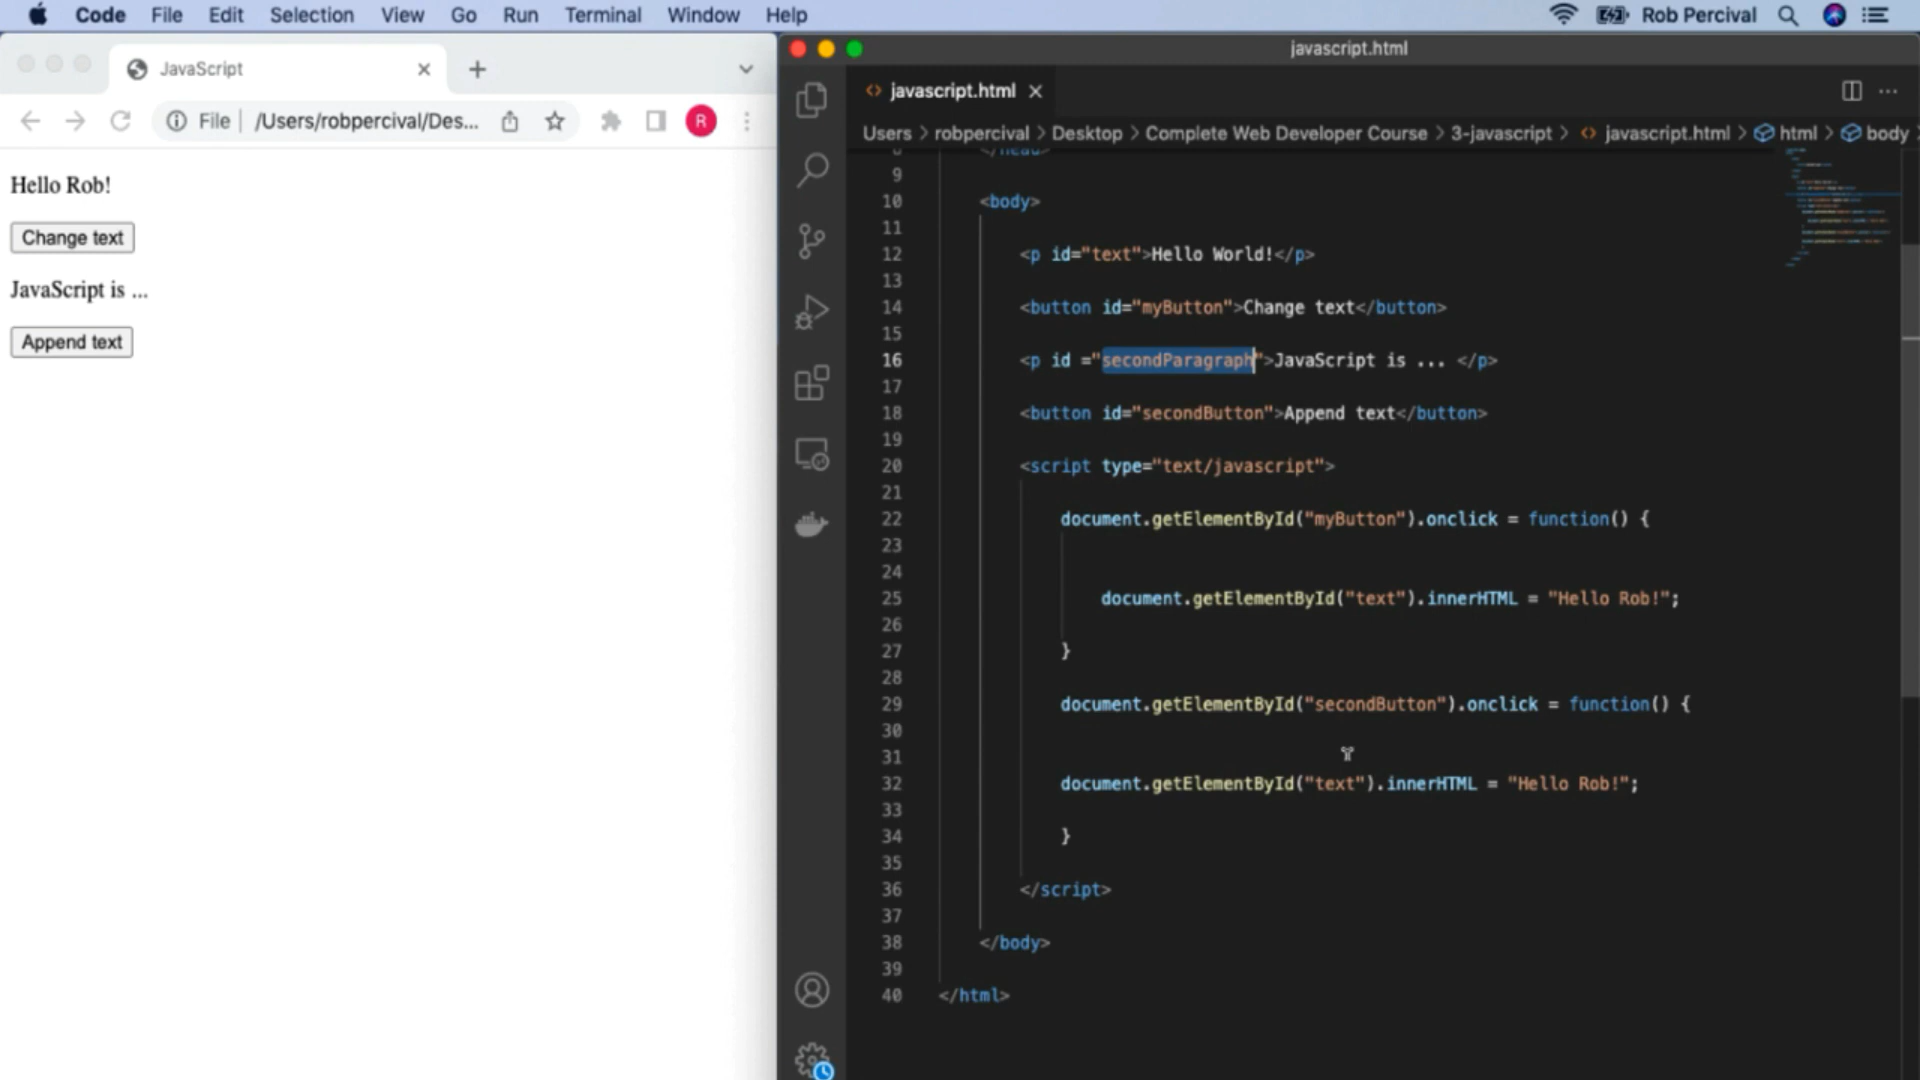 Code File Edit Selection View Go Run Terminal Window Help Rob Percival
JavaScript
File /Users/robpercival/Des... R
Hello Rob!
Change text
JavaScript is ...
Append text
javascript.html
javascript.html
Users > robpercival > Desktop > Complete Web Developer Course > 3-javascript > javascript.html > html > body
8 </head>
9
10 <body>
11
12 <p id="text">Hello World!</p>
13
14 <button id="myButton">Change text</button>
15
16 <p id ="secondParagraph">JavaScript is ... </p>
17
18 <button id="secondButton">Append text</button>
19
20 <script type="text/javascript">
21
22 document.getElementById("myButton").onclick = function() {
23
24
25 document.getElementById("text").innerHTML = "Hello Rob!";
26
27 }
28
29 document.getElementById("secondButton").onclick = function() {
30
31
32 document.getElementById("text").innerHTML = "Hello Rob!";
33
34 }
35
36 </script>
37
38 </body>
39
40 </html>